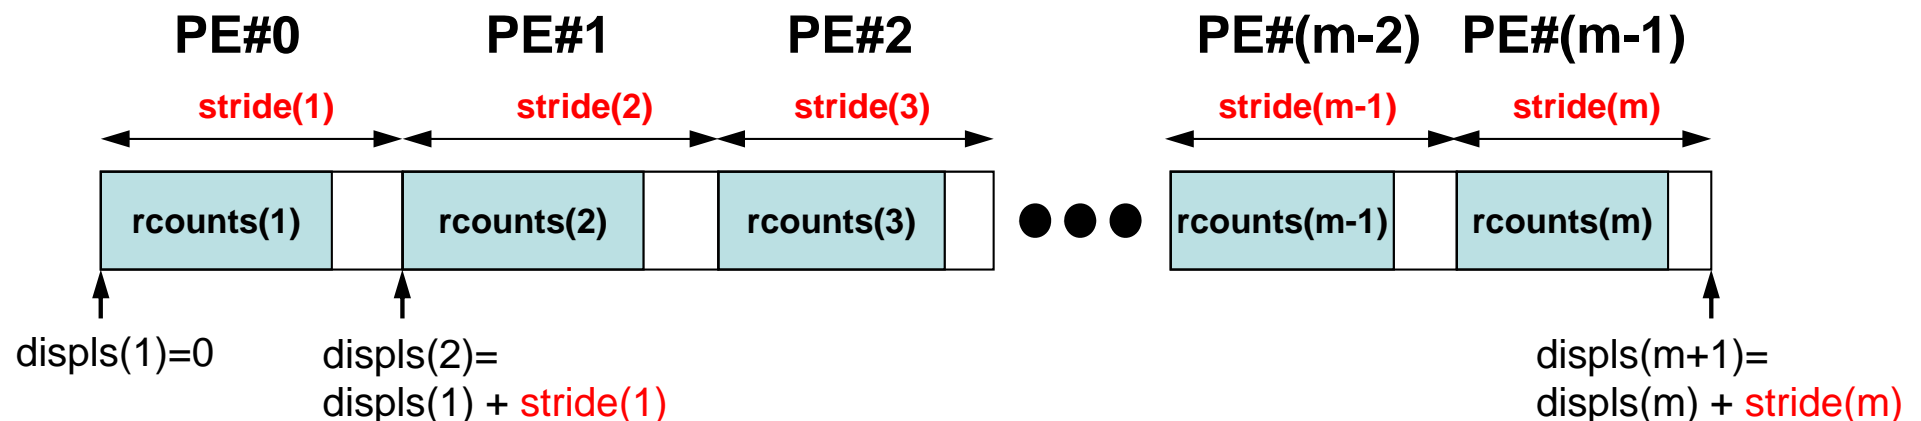 PE#0 PE#1 PE#2 PE#(m-2) PE#(m-1)
stride(1) stride(2) stride(3) stride(m-1) stride(m)
rcounts(1) rcounts(2) rcounts(3) rcounts(m-1) rcounts(m)
displs(1)=0 displs(2)= displs(m+1)=
displs(1) + stride(1) displs(m) + stride(m)